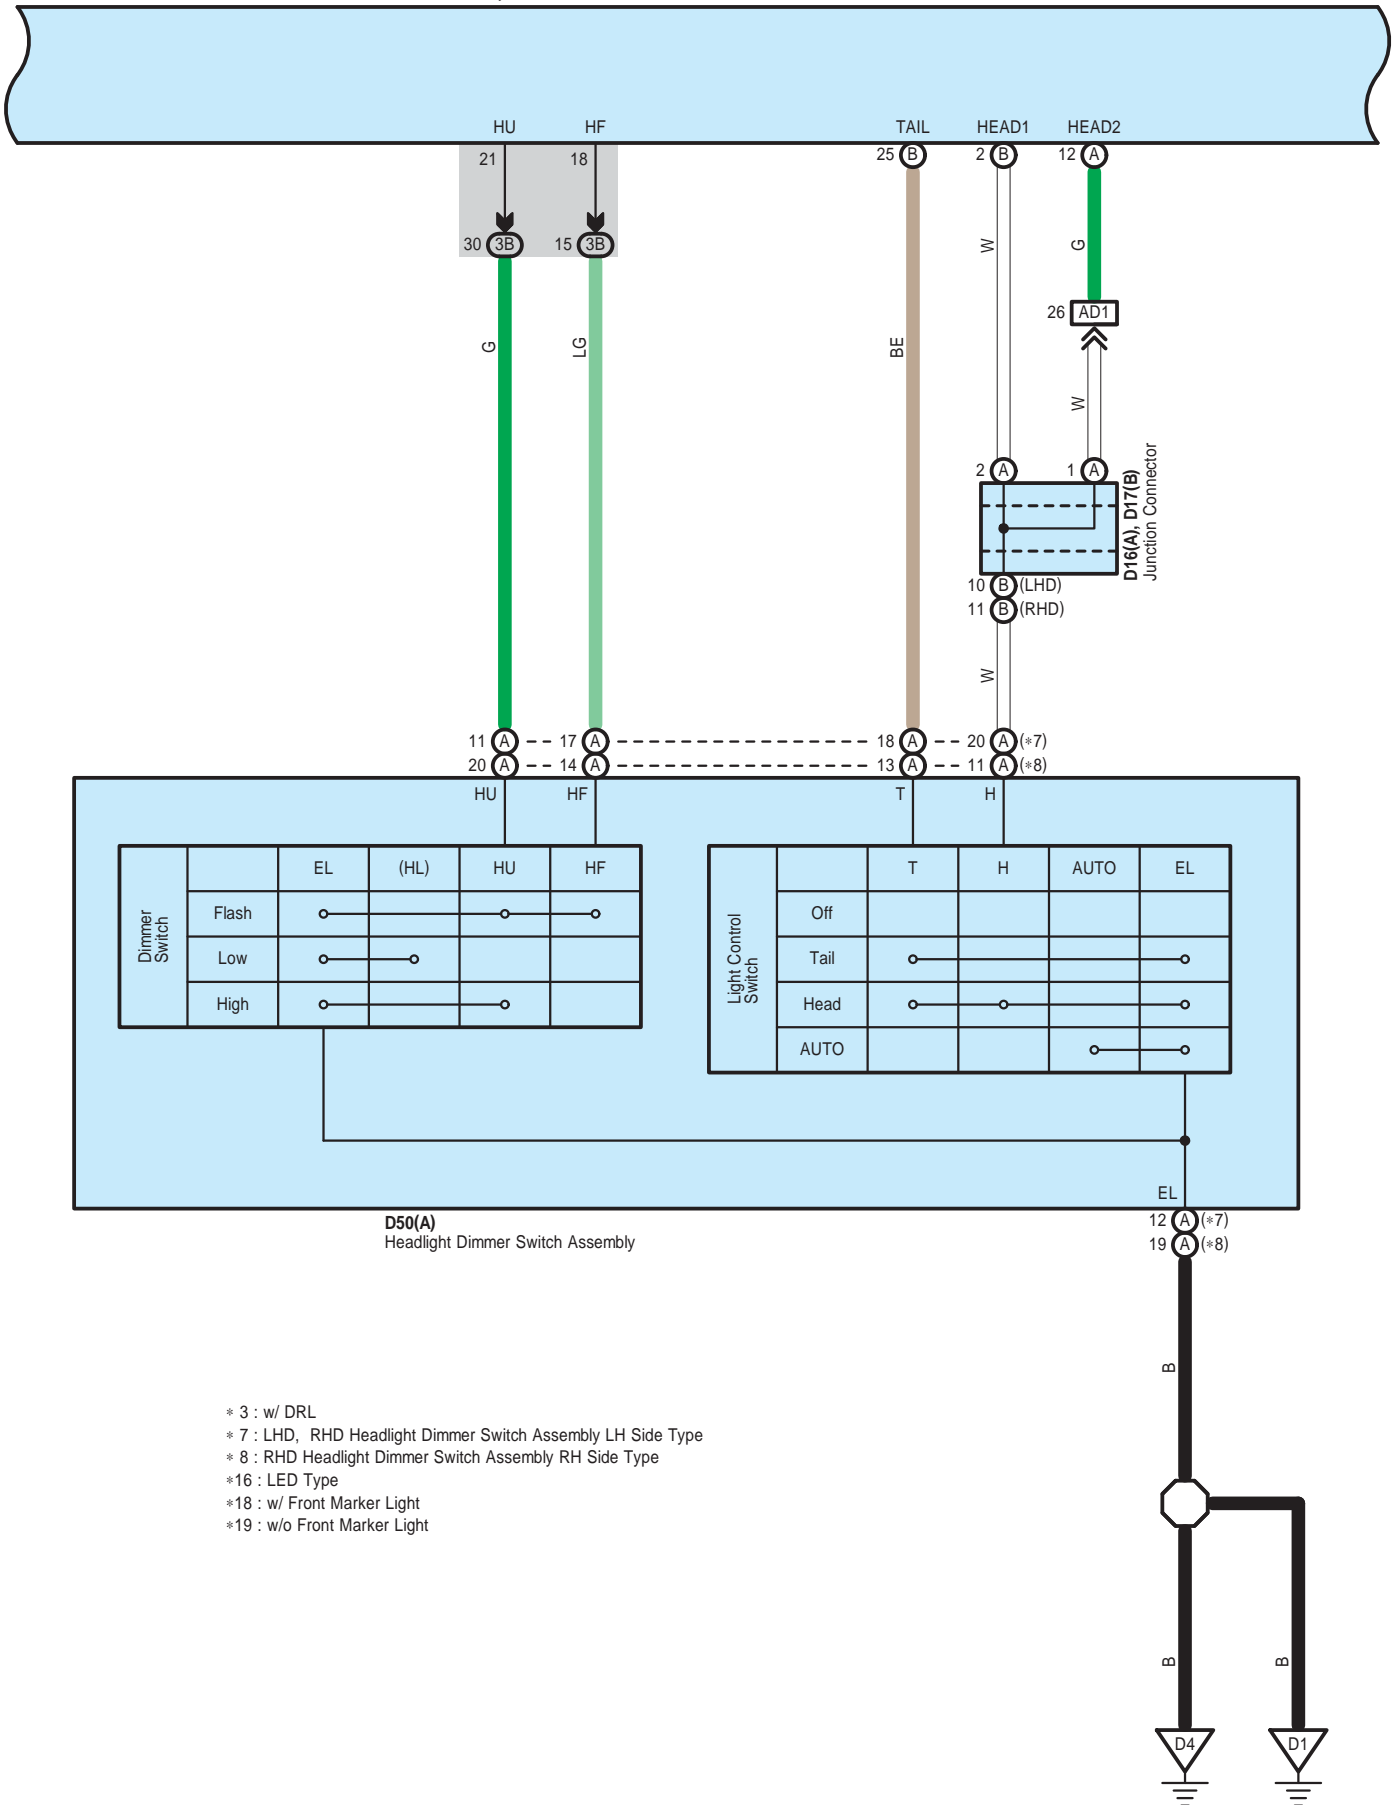 HU HF TAIL HEAD1 HEAD2
21 18 25 B 2 B 12 A
30 3B 15 3B
W G
26 AD1
G LG BE W
2 A 1 A
D16(A), D17(B)
Junction Connector
10 B (LHD)
11 B (RHD)
W
11 A 17 A 18 A 20 A (*7)
20 A 14 A 13 A 11 A (*8)
HU HF T H
Dimmer
Switch
EL (HL) HU HF
Flash
Low
High
Light Control
Switch
T H AUTO EL
Off
Tail
Head
AUTO
EL
D50(A)
Headlight Dimmer Switch Assembly
12 A (*7)
19 A (*8)
B
* 3 : w/ DRL
* 7 : LHD, RHD Headlight Dimmer Switch Assembly LH Side Type
* 8 : RHD Headlight Dimmer Switch Assembly RH Side Type
*16 : LED Type
*18 : w/ Front Marker Light
*19 : w/o Front Marker Light
B B
D4 D1